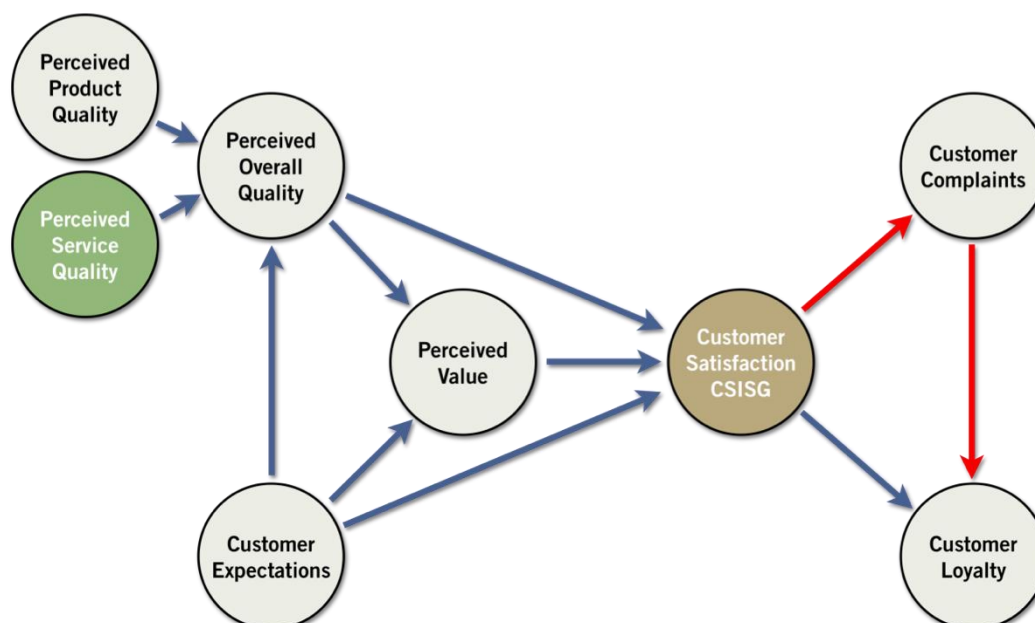 Perceived
Product
Quality
Perceived
Service
Quality
Perceived
Overall
Quality
Perceived
Value
Customer
Expectations
Customer
Satisfaction
CSISG
Customer
Complaints
Customer
Loyalty